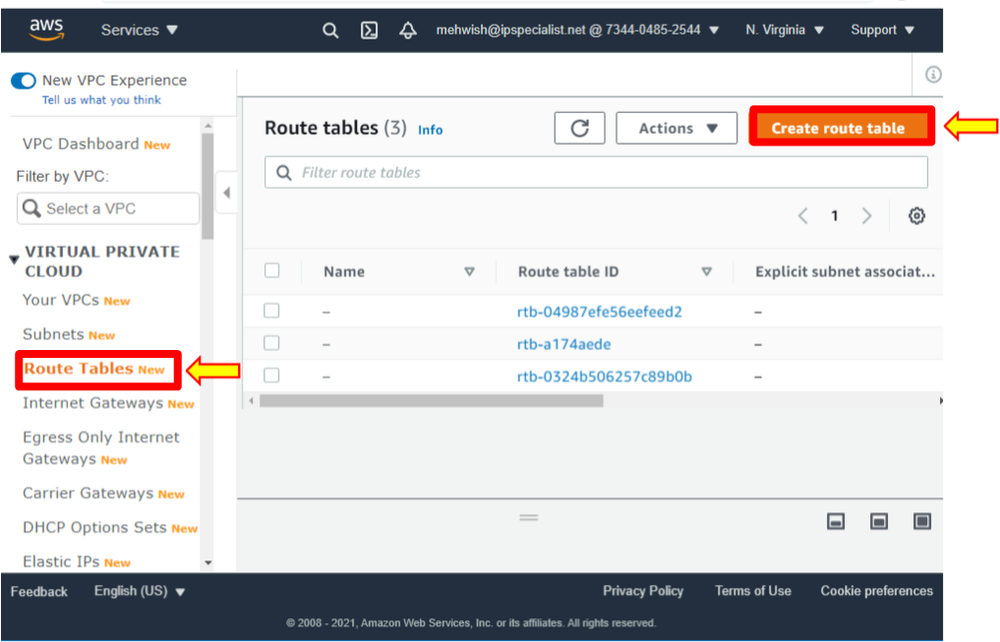 aws
Services ▼
mehwish@ipspecialist.net @ 7344-0485-2544 ▼
N. Virginia ▼
Support ▼
New VPC Experience
Tell us what you think
VPC Dashboard New
Filter by VPC:
Select a VPC
VIRTUAL PRIVATE
CLOUD
Your VPCs New
Subnets New
Route Tables New
Internet Gateways New
Egress Only Internet
Gateways New
Carrier Gateways New
DHCP Options Sets New
Elastic IPs New
Route tables (3) Info
Actions ▼
Create route table
Filter route tables
1
Name
Route table ID
Explicit subnet associat...
– rtb-04987efe56eefeed2 –
– rtb-a174aede –
– rtb-0324b506257c89b0b –
Feedback
English (US) ▼
Privacy Policy
Terms of Use
Cookie preferences
© 2008 - 2021, Amazon Web Services, Inc. or its affiliates. All rights reserved.